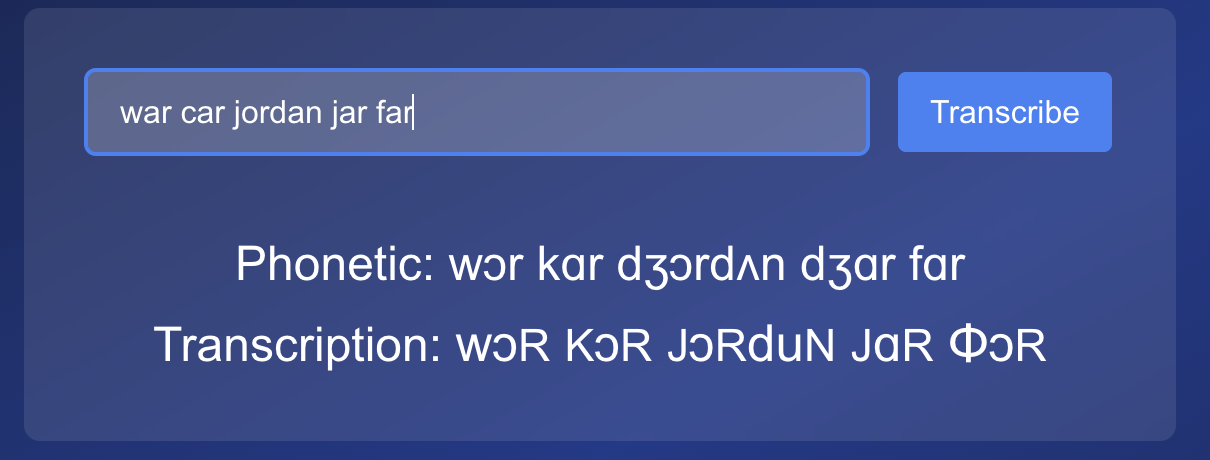 war car jordan jar far
Transcribe
Phonetic: wɔr kɑr dʒɔrdʌn dʒɑr fɑr
Transcription: wɔR KɔR JɔRduN JɑR ΦɔR